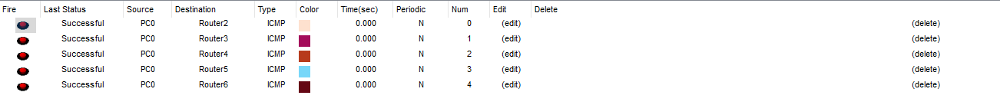 Fire Last Status Source Destination Type Color Time(sec) Periodic Num Edit Delete
Successful PC0 Router2 ICMP 0.000 N 0 (edit) (delete)
Successful PC0 Router3 ICMP 0.000 N 1 (edit) (delete)
Successful PC0 Router4 ICMP 0.000 N 2 (edit) (delete)
Successful PC0 Router5 ICMP 0.000 N 3 (edit) (delete)
Successful PC0 Router6 ICMP 0.000 N 4 (edit) (delete)